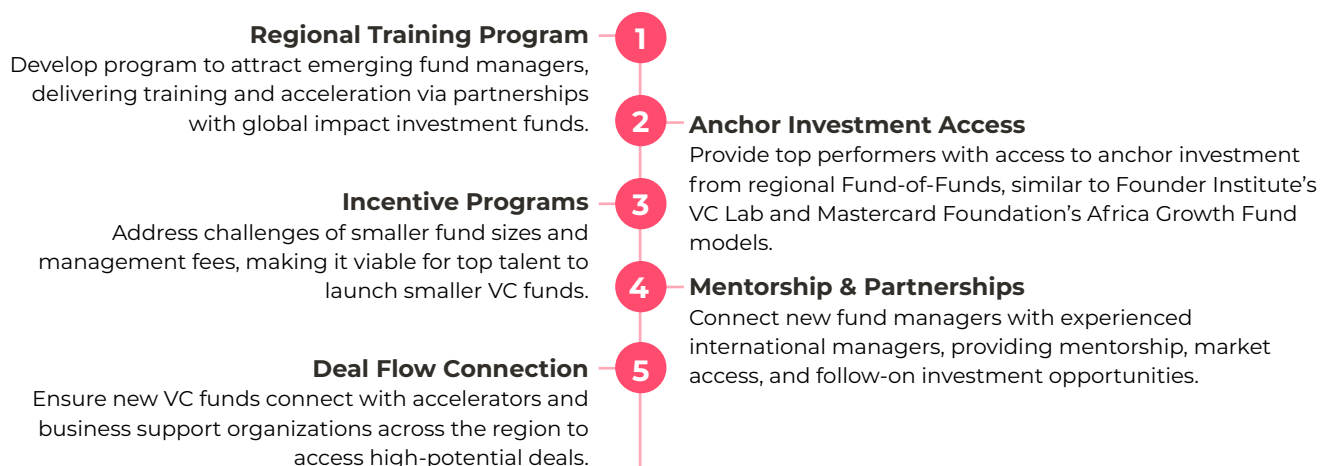 1
Regional Training Program
Develop program to attract emerging fund managers,
delivering training and acceleration via partnerships
with global impact investment funds.
2
Anchor Investment Access
Provide top performers with access to anchor investment
from regional Fund-of-Funds, similar to Founder Institute’s
VC Lab and Mastercard Foundation’s Africa Growth Fund
models.
3
Incentive Programs
Address challenges of smaller fund sizes and
management fees, making it viable for top talent to
launch smaller VC funds.
4
Mentorship & Partnerships
Connect new fund managers with experienced
international managers, providing mentorship, market
access, and follow-on investment opportunities.
5
Deal Flow Connection
Ensure new VC funds connect with accelerators and
business support organizations across the region to
access high-potential deals.